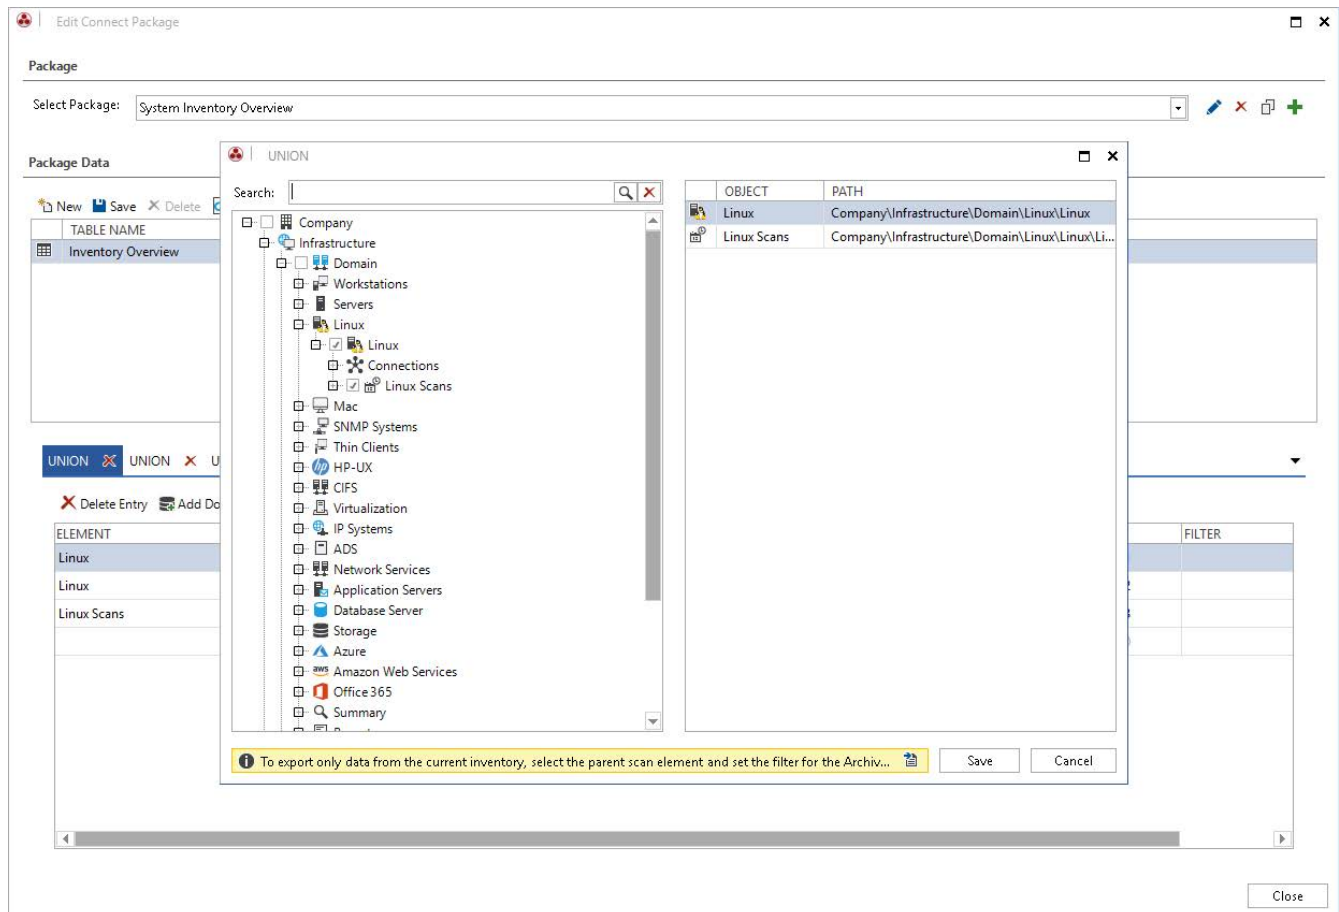 Edit Connect Package
Package
Select Package: System Inventory Overview
Package Data
New Save Delete
TABLE NAME
Inventory Overview
UNION UNION U
Delete Entry Add Do
ELEMENT FILTER
Linux
Linux
Linux Scans
UNION
Search:
Company
Infrastructure
Domain
Workstations
Servers
Linux
Linux
Connections
Linux Scans
Mac
SNMP Systems
Thin Clients
HP-UX
CIFS
Virtualization
IP Systems
ADS
Network Services
Application Servers
Database Server
Storage
Azure
aws Amazon Web Services
Office 365
Summary
OBJECT PATH
Linux Company\Infrastructure\Domain\Linux\Linux
Linux Scans Company\Infrastructure\Domain\Linux\Linux\Li...
To export only data from the current inventory, select the parent scan element and set the filter for the Archiv...
Save Cancel
Close